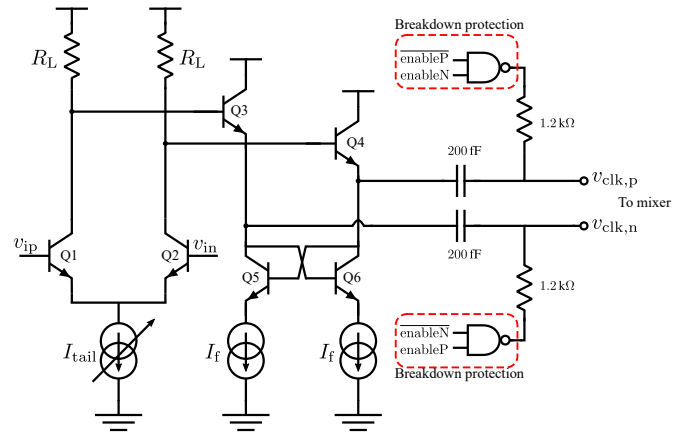 Breakdown protection
enableP
enableN
R_L
R_L
Q3
1.2 kΩ
Q4
200 fF
v_clk,p
To mixer
v_clk,n
200 fF
v_ip
Q1
Q2
v_in
Q5
Q6
1.2 kΩ
I_tail
I_f
I_f
enableN
enableP
Breakdown protection